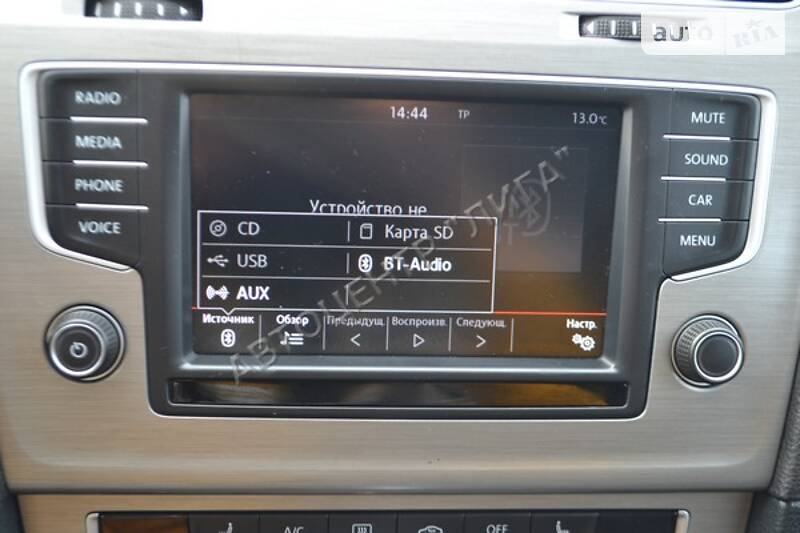 AUTO RIA
RADIO
MEDIA
PHONE
VOICE
14:44 TP 13.0°C
Устройство не
CD Карта SD
USB BT-Audio
AUX
Источник Обзор Предыдущ. Воспроизв. Следующ. Настр.
MUTE
SOUND
CAR
MENU
АВТОЦЕНТР "ЛИГА"
A/C OFF